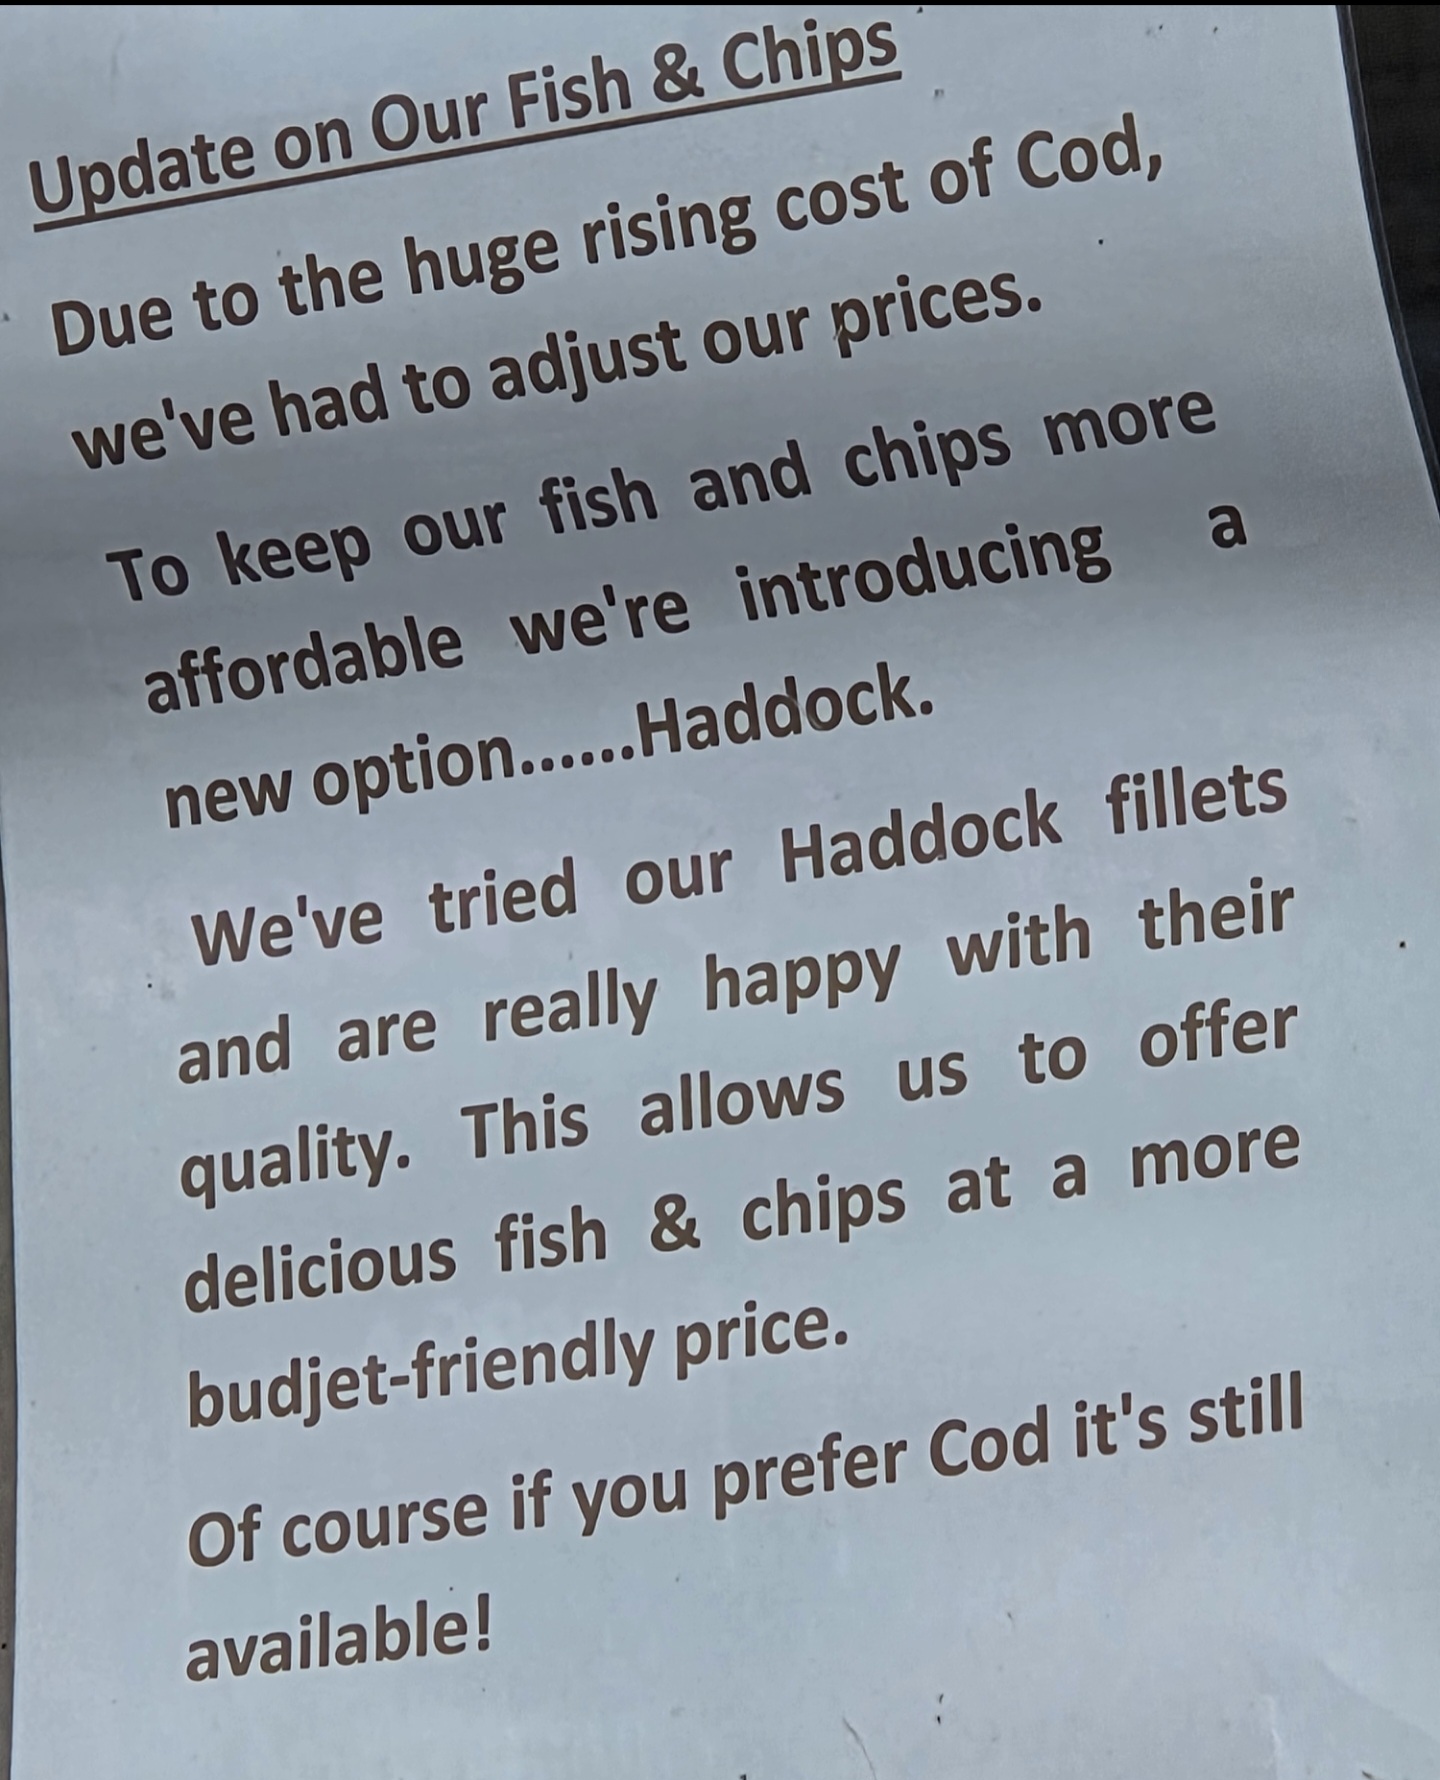 Update on Our Fish & Chips
Due to the huge rising cost of Cod,
we've had to adjust our prices.
To keep our fish and chips more
affordable we're introducing a
new option......Haddock.
We've tried our Haddock fillets
and are really happy with their
quality. This allows us to offer
delicious fish & chips at a more
budjet-friendly price.
Of course if you prefer Cod it's still
available!